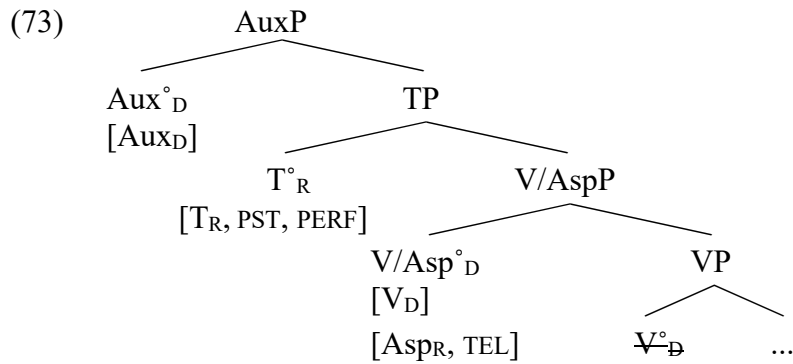 (73) AuxP
Aux°D TP
[AuxD]
T°R V/AspP
[TR, PST, PERF]
V/Asp°D VP
[VD]
[AspR, TEL] V°D ...